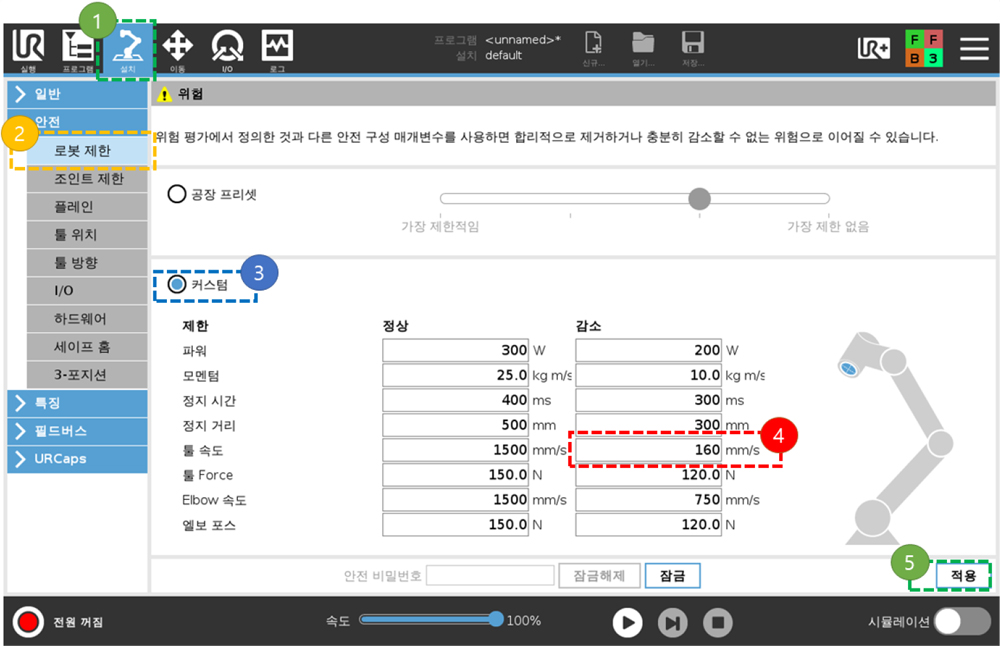 1
UR
실행
프로그램
설치
이동
I/O
로그
프로그램 <unnamed>*
설치 default
신규...
열기...
저장...
UR+
F F
B 3
일반
안전
2
로봇 제한
조인트 제한
플레인
툴 위치
툴 방향
I/O
하드웨어
세이프 홈
3-포지션
특징
필드버스
URCaps
위험
위험 평가에서 정의한 것과 다른 안전 구성 매개변수를 사용하면 합리적으로 제거하거나 충분히 감소할 수 없는 위험으로 이어질 수 있습니다.
공장 프리셋
가장 제한적임 가장 제한 없음
3
커스텀
제한 정상 감소
파워 300 W 200 W
모멘텀 25.0 kg m/s 10.0 kg m/s
정지 시간 400 ms 300 ms
정지 거리 500 mm 300 mm
4
툴 속도 1500 mm/s 160 mm/s
툴 Force 150.0 N 120.0 N
Elbow 속도 1500 mm/s 750 mm/s
엘보 포스 150.0 N 120.0 N
5
안전 비밀번호 잠금해제 잠금 적용
전원 꺼짐 속도 100% 시뮬레이션